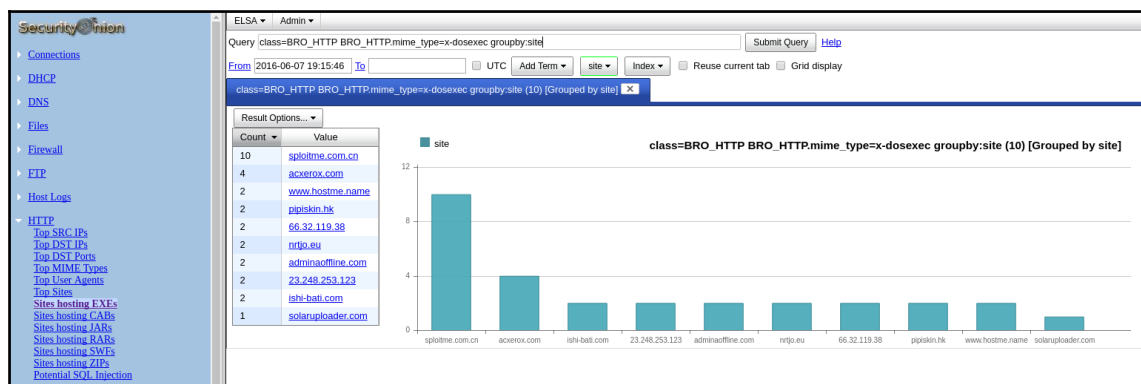 Security Onion
Connections
DHCP
DNS
Files
Firewall
FTP
Host Logs
HTTP
Top SRC IPs
Top DST IPs
Top DST Ports
Top MIME Types
Top User Agents
Top Sites
Sites hosting EXEs
Sites hosting CABs
Sites hosting JARs
Sites hosting RARs
Sites hosting SWFs
Sites hosting ZIPs
Potential SQL Injection
ELSA Admin
Query class=BRO_HTTP BRO_HTTP.mime_type=x-dosexec groupby:site Submit Query Help
From 2016-06-07 19:15:46 To UTC Add Term site Index Reuse current tab Grid display
class=BRO_HTTP BRO_HTTP.mime_type=x-dosexec groupby:site (10) [Grouped by site] X
Result Options...
Count Value
10 sploitme.com.cn
4 acxerox.com
2 www.hostme.name
2 pipiskin.hk
2 66.32.119.38
2 nrtjo.eu
2 adminaoffline.com
2 23.248.253.123
2 ishi-bati.com
1 solaruploader.com
site
class=BRO_HTTP BRO_HTTP.mime_type=x-dosexec groupby:site (10) [Grouped by site]
12
8
4
0
sploitme.com.cn acxerox.com ishi-bati.com 23.248.253.123 adminaoffline.com nrtjo.eu 66.32.119.38 pipiskin.hk www.hostme.name solaruploader.com